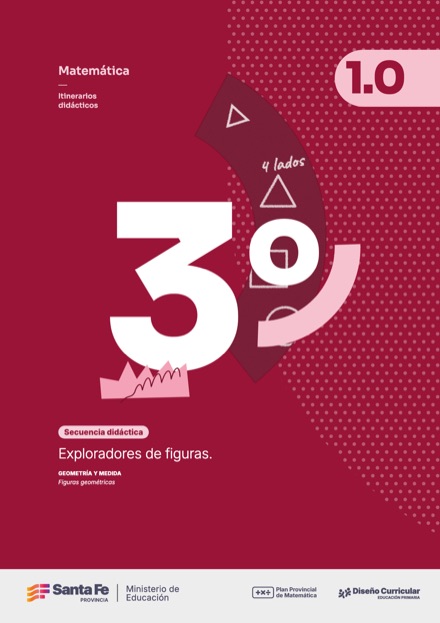 Matemática
Itinerarios
didácticos
1.0
4 lados
3º
Secuencia didáctica
Exploradores de figuras.
GEOMETRÍA Y MEDIDA
Figuras geométricas
Santa Fe
PROVINCIA
Ministerio de
Educación
Plan Provincial
de Matemática
Diseño Curricular
EDUCACIÓN PRIMARIA